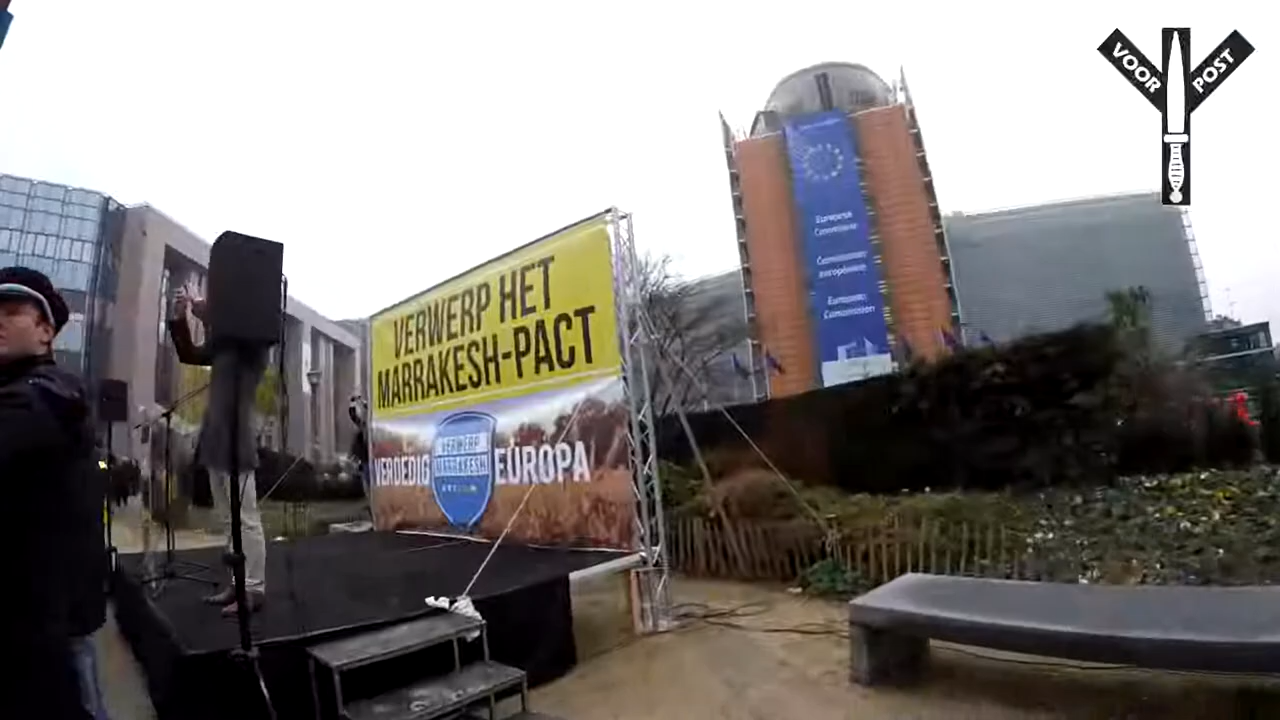 VOOR POST
VERWERP HET
MARRAKESH-PACT
VERDEDIG
VERWERP
MARRAKESH
EUROPA
Europese
Commissie
Commission
européenne
European
Commission